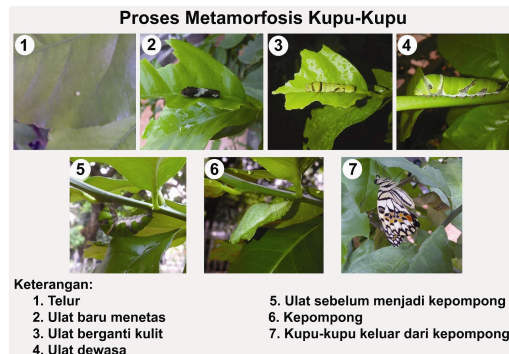 Proses Metamorfosis Kupu-Kupu
1
2
3
4
5
6
7
Keterangan:
1. Telur
2. Ulat baru menetas
3. Ulat berganti kulit
4. Ulat dewasa
5. Ulat sebelum menjadi kepompong
6. Kepompong
7. Kupu-kupu keluar dari kepompong